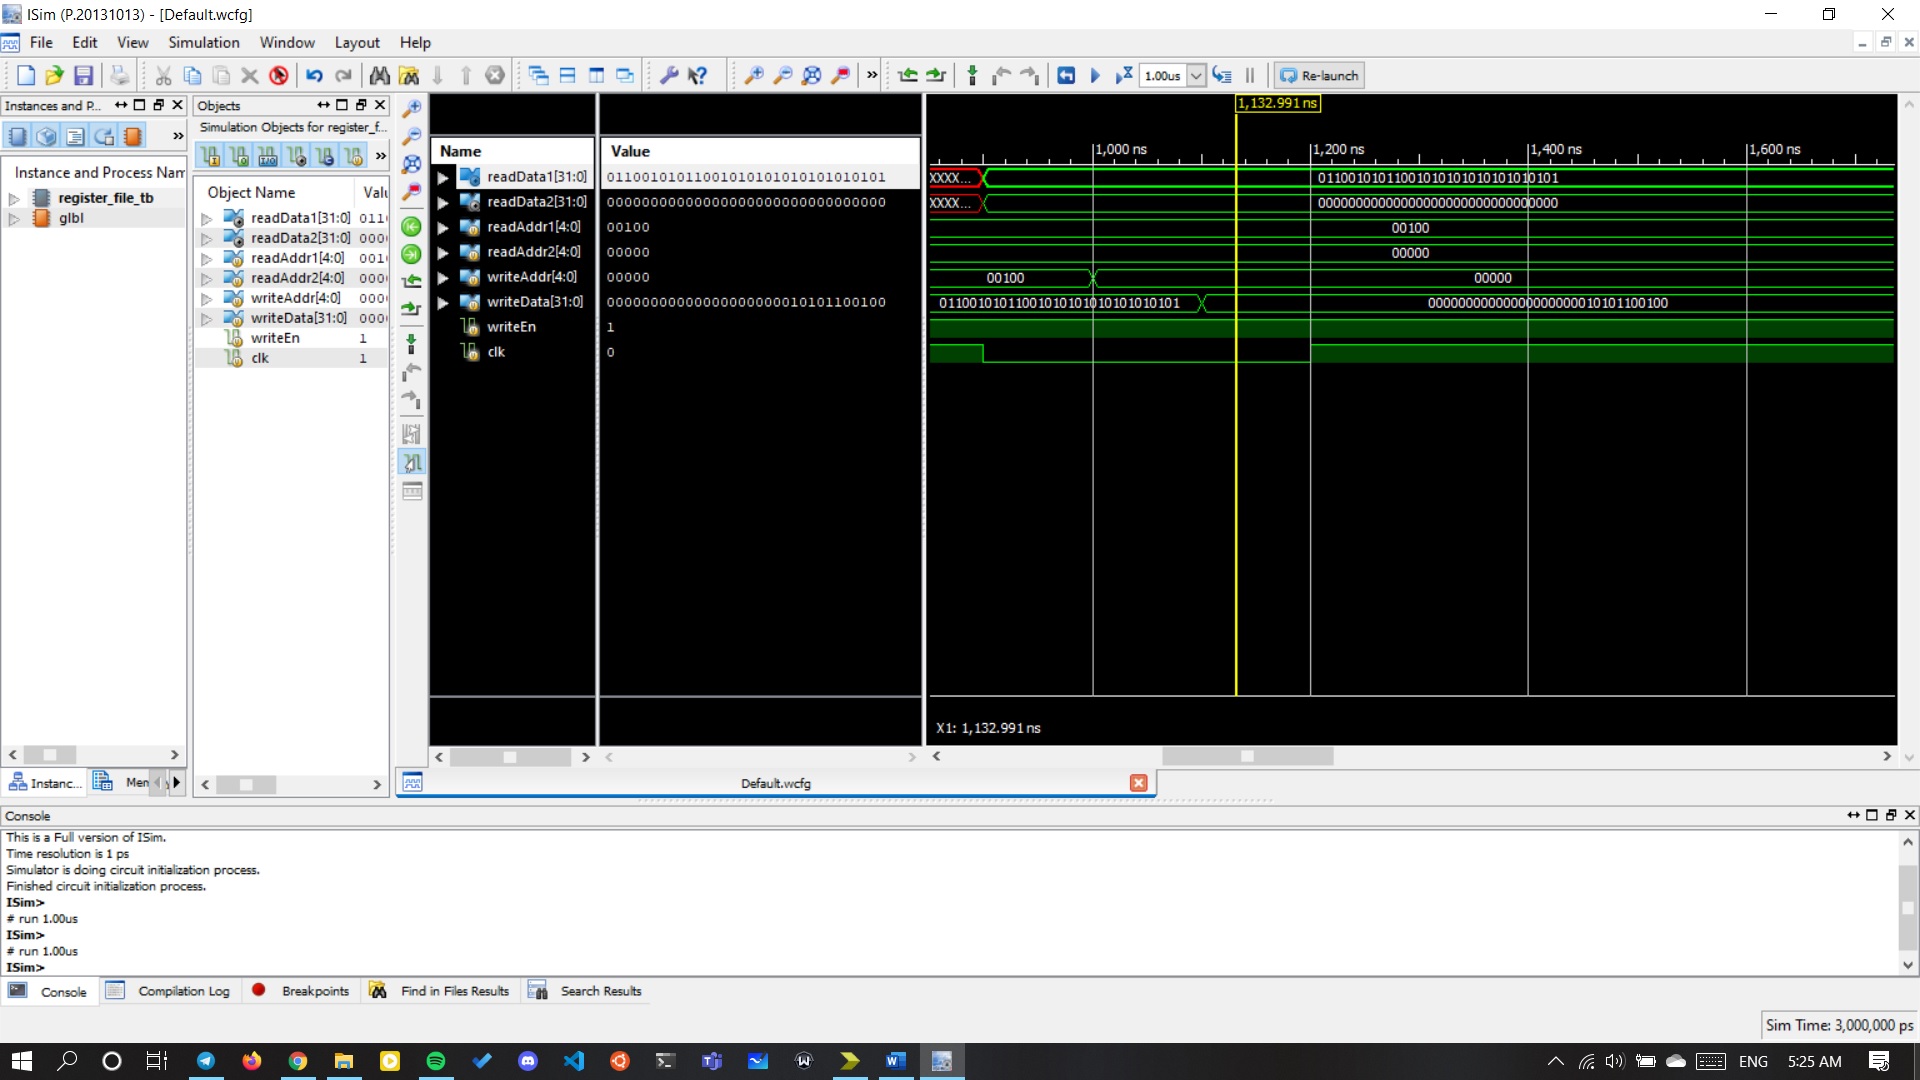 ISim (P.20131013) - [Default.wcfg]
File Edit View Simulation Window Layout Help
1.00us Re-launch
Instances and P...
Instance and Process Nam
register_file_tb
glbl
Instanc...
Mem
Objects
Simulation Objects for register_f...
Object Name Valu
readData1[31:0] 011
readData2[31:0] 000
readAddr1[4:0] 001
readAddr2[4:0] 000
writeAddr[4:0] 000
writeData[31:0] 000
writeEn 1
clk 1
Name Value
readData1[31:0] 01100101011001010101010101010101
readData2[31:0] 00000000000000000000000000000000
readAddr1[4:0] 00100
readAddr2[4:0] 00000
writeAddr[4:0] 00000
writeData[31:0] 00000000000000000000010101100100
writeEn 1
clk 0
1,132.991 ns
1,000 ns 1,200 ns 1,400 ns 1,600 ns
XXXX... 01100101011001010101010101010101
XXXX... 00000000000000000000000000000000
00100
00000
00100 00000
01100101011001010101010101010101 00000000000000000000010101100100
X1: 1,132.991 ns
Default.wcfg
Console
This is a Full version of ISim.
Time resolution is 1 ps
Simulator is doing circuit initialization process.
Finished circuit initialization process.
ISim>
# run 1.00us
ISim>
# run 1.00us
ISim>
Console Compilation Log Breakpoints Find in Files Results Search Results
Sim Time: 3,000,000 ps
ENG 5:25 AM